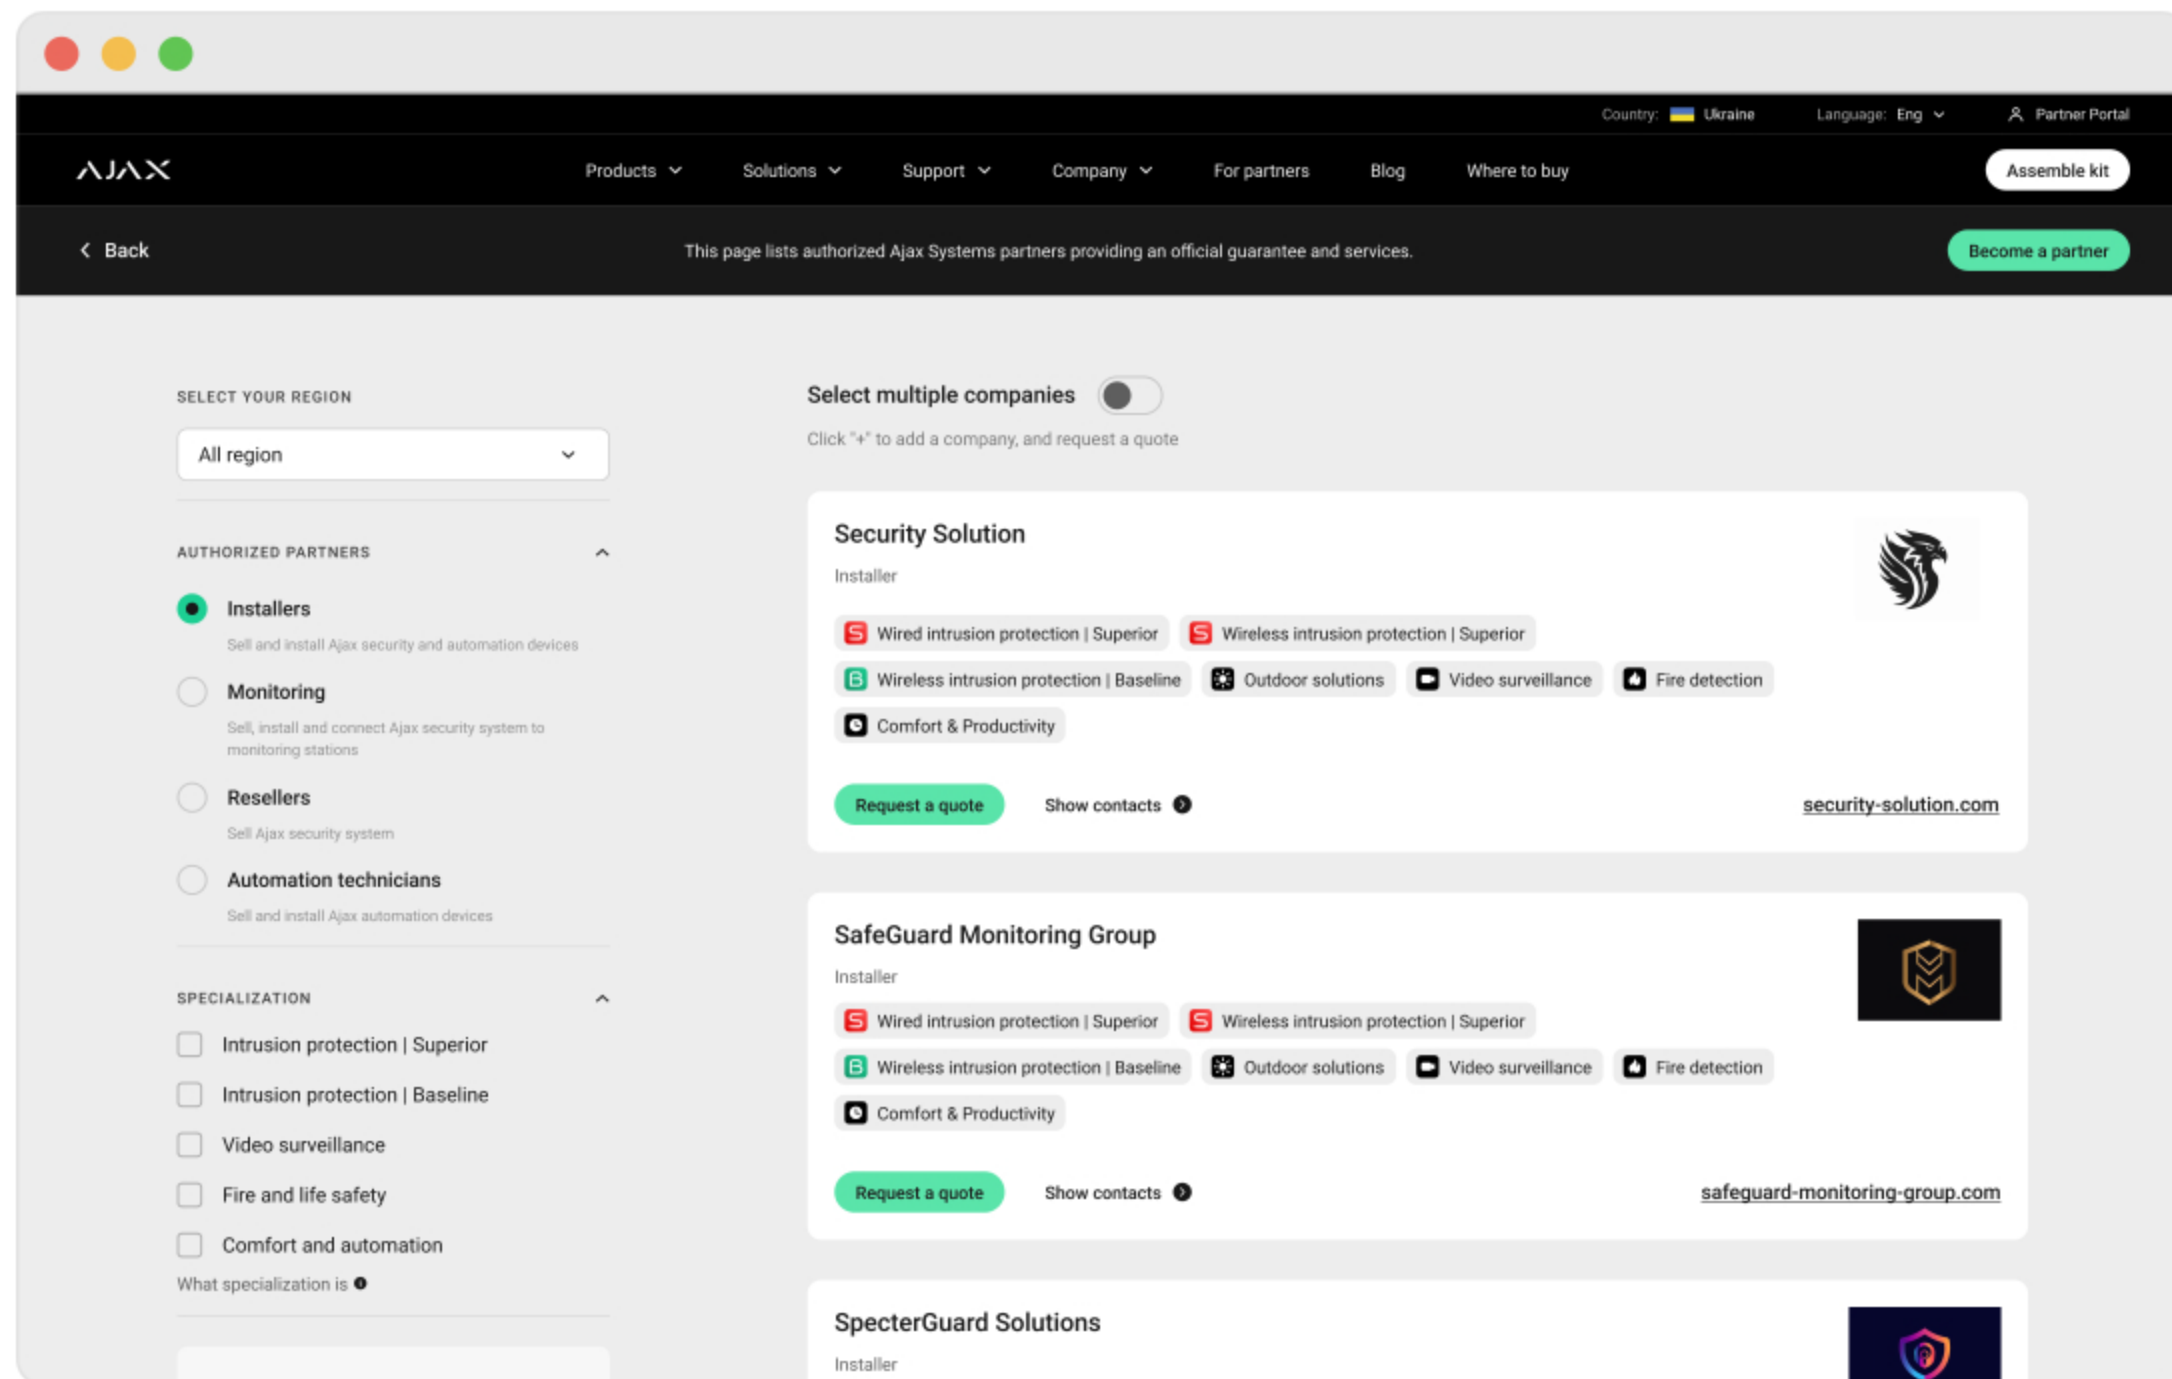 Country: Ukraine Language: Eng Partner Portal
AJAX Products Solutions Support Company For partners Blog Where to buy Assemble kit
Back This page lists authorized Ajax Systems partners providing an official guarantee and services. Become a partner
SELECT YOUR REGION
All region
AUTHORIZED PARTNERS
Installers
Sell and install Ajax security and automation devices
Monitoring
Sell, install and connect Ajax security system to
monitoring stations
Resellers
Sell Ajax security system
Automation technicians
Sell and install Ajax automation devices
SPECIALIZATION
Intrusion protection | Superior
Intrusion protection | Baseline
Video surveillance
Fire and life safety
Comfort and automation
What specialization is
Select multiple companies
Click "+" to add a company, and request a quote
Security Solution
Installer
S Wired intrusion protection | Superior S Wireless intrusion protection | Superior
B Wireless intrusion protection | Baseline Outdoor solutions Video surveillance Fire detection
Comfort & Productivity
Request a quote Show contacts security-solution.com
SafeGuard Monitoring Group
Installer
S Wired intrusion protection | Superior S Wireless intrusion protection | Superior
B Wireless intrusion protection | Baseline Outdoor solutions Video surveillance Fire detection
Comfort & Productivity
Request a quote Show contacts safeguard-monitoring-group.com
SpecterGuard Solutions
Installer